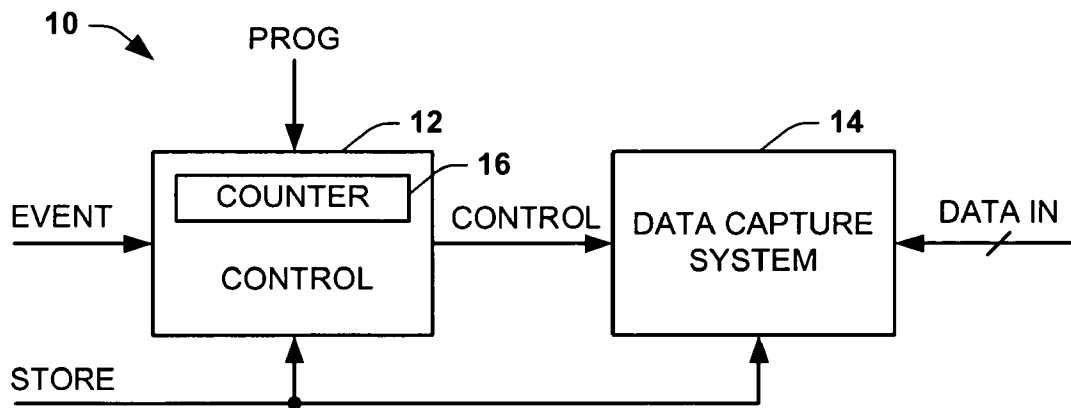 10
PROG
12
14
COUNTER
16
EVENT
CONTROL
CONTROL
DATA CAPTURE
SYSTEM
DATA IN
STORE